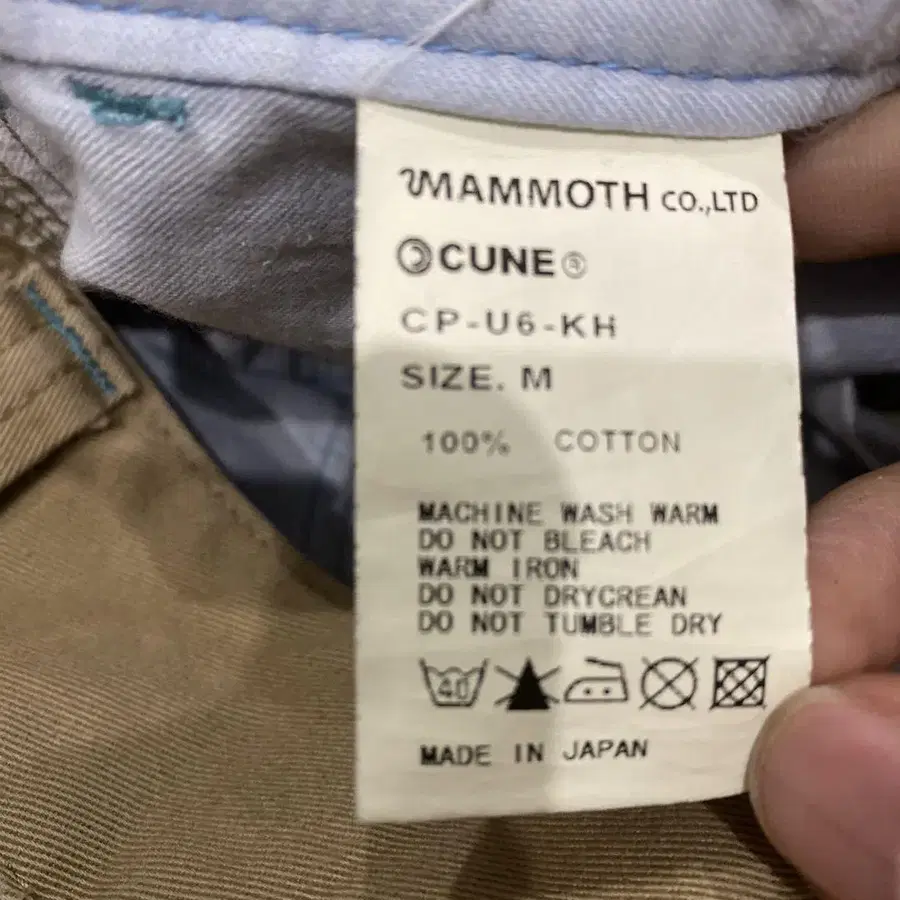 MAMMOTH CO.,LTD
CUNE®
CP-U6-KH
SIZE. M
100% COTTON
MACHINE WASH WARM
DO NOT BLEACH
WARM IRON
DO NOT DRYCREAN
DO NOT TUMBLE DRY
40
MADE IN JAPAN